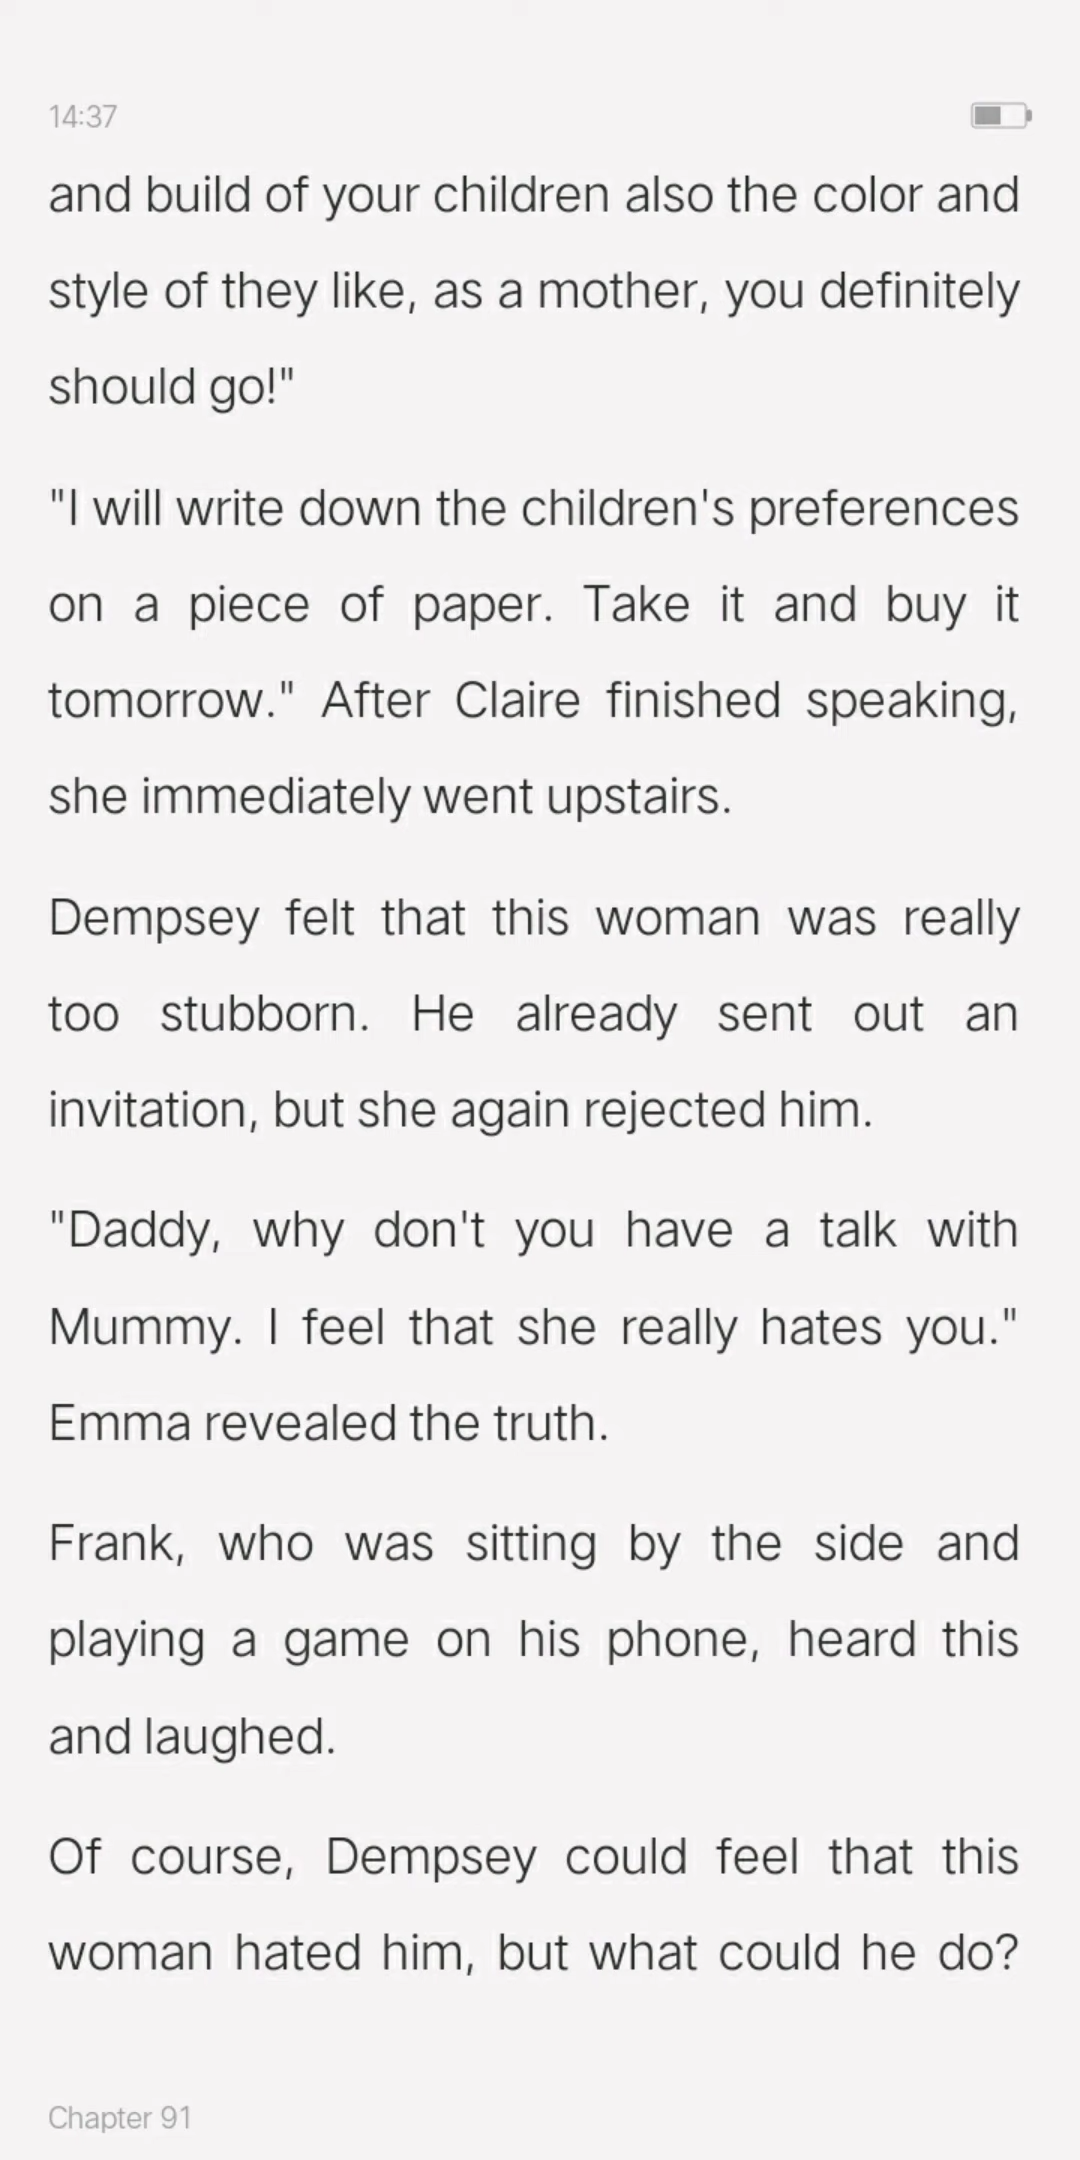 14:37
and build of your children also the color and
style of they like, as a mother, you definitely
should go!"
"I will write down the children's preferences
on a piece of paper. Take it and buy it
tomorrow." After Claire finished speaking,
she immediately went upstairs.
Dempsey felt that this woman was really
too stubborn. He already sent out an
invitation, but she again rejected him.
"Daddy, why don't you have a talk with
Mummy. I feel that she really hates you."
Emma revealed the truth.
Frank, who was sitting by the side and
playing a game on his phone, heard this
and laughed.
Of course, Dempsey could feel that this
woman hated him, but what could he do?
Chapter 91